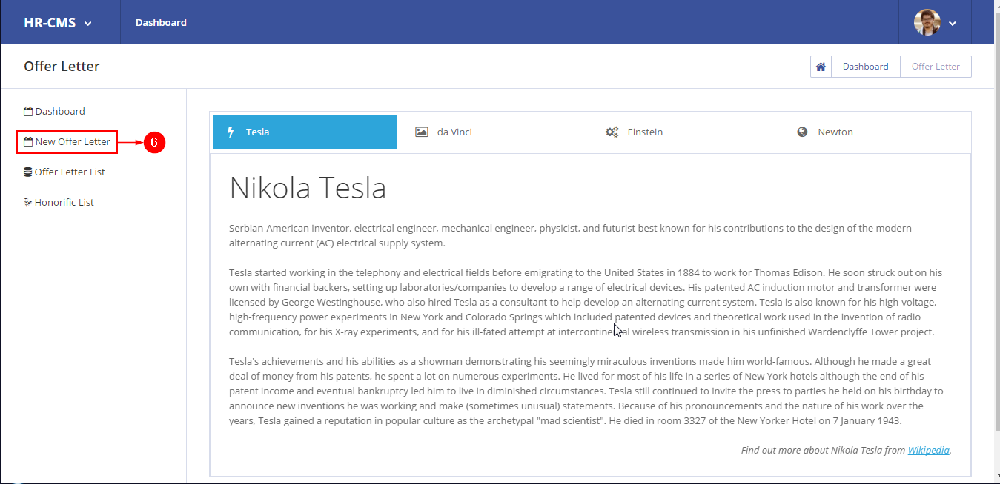 HR-CMS
Dashboard
Offer Letter
Dashboard
Offer Letter
Dashboard
New Offer Letter
6
Offer Letter List
Honorific List
Tesla
da Vinci
Einstein
Newton
Nikola Tesla
Serbian-American inventor, electrical engineer, mechanical engineer, physicist, and futurist best known for his contributions to the design of the modern
alternating current (AC) electrical supply system.
Tesla started working in the telephony and electrical fields before emigrating to the United States in 1884 to work for Thomas Edison. He soon struck out on his
own with financial backers, setting up laboratories/companies to develop a range of electrical devices. His patented AC induction motor and transformer were
licensed by George Westinghouse, who also hired Tesla as a consultant to help develop an alternating current system. Tesla is also known for his high-voltage,
high-frequency power experiments in New York and Colorado Springs which included patented devices and theoretical work used in the invention of radio
communication, for his X-ray experiments, and for his ill-fated attempt at intercontinental wireless transmission in his unfinished Wardenclyffe Tower project.
Tesla's achievements and his abilities as a showman demonstrating his seemingly miraculous inventions made him world-famous. Although he made a great
deal of money from his patents, he spent a lot on numerous experiments. He lived for most of his life in a series of New York hotels although the end of his
patent income and eventual bankruptcy led him to live in diminished circumstances. Tesla still continued to invite the press to parties he held on his birthday to
announce new inventions he was working and make (sometimes unusual) statements. Because of his pronouncements and the nature of his work over the
years, Tesla gained a reputation in popular culture as the archetypal "mad scientist". He died in room 3327 of the New Yorker Hotel on 7 January 1943.
Find out more about Nikola Tesla from Wikipedia.